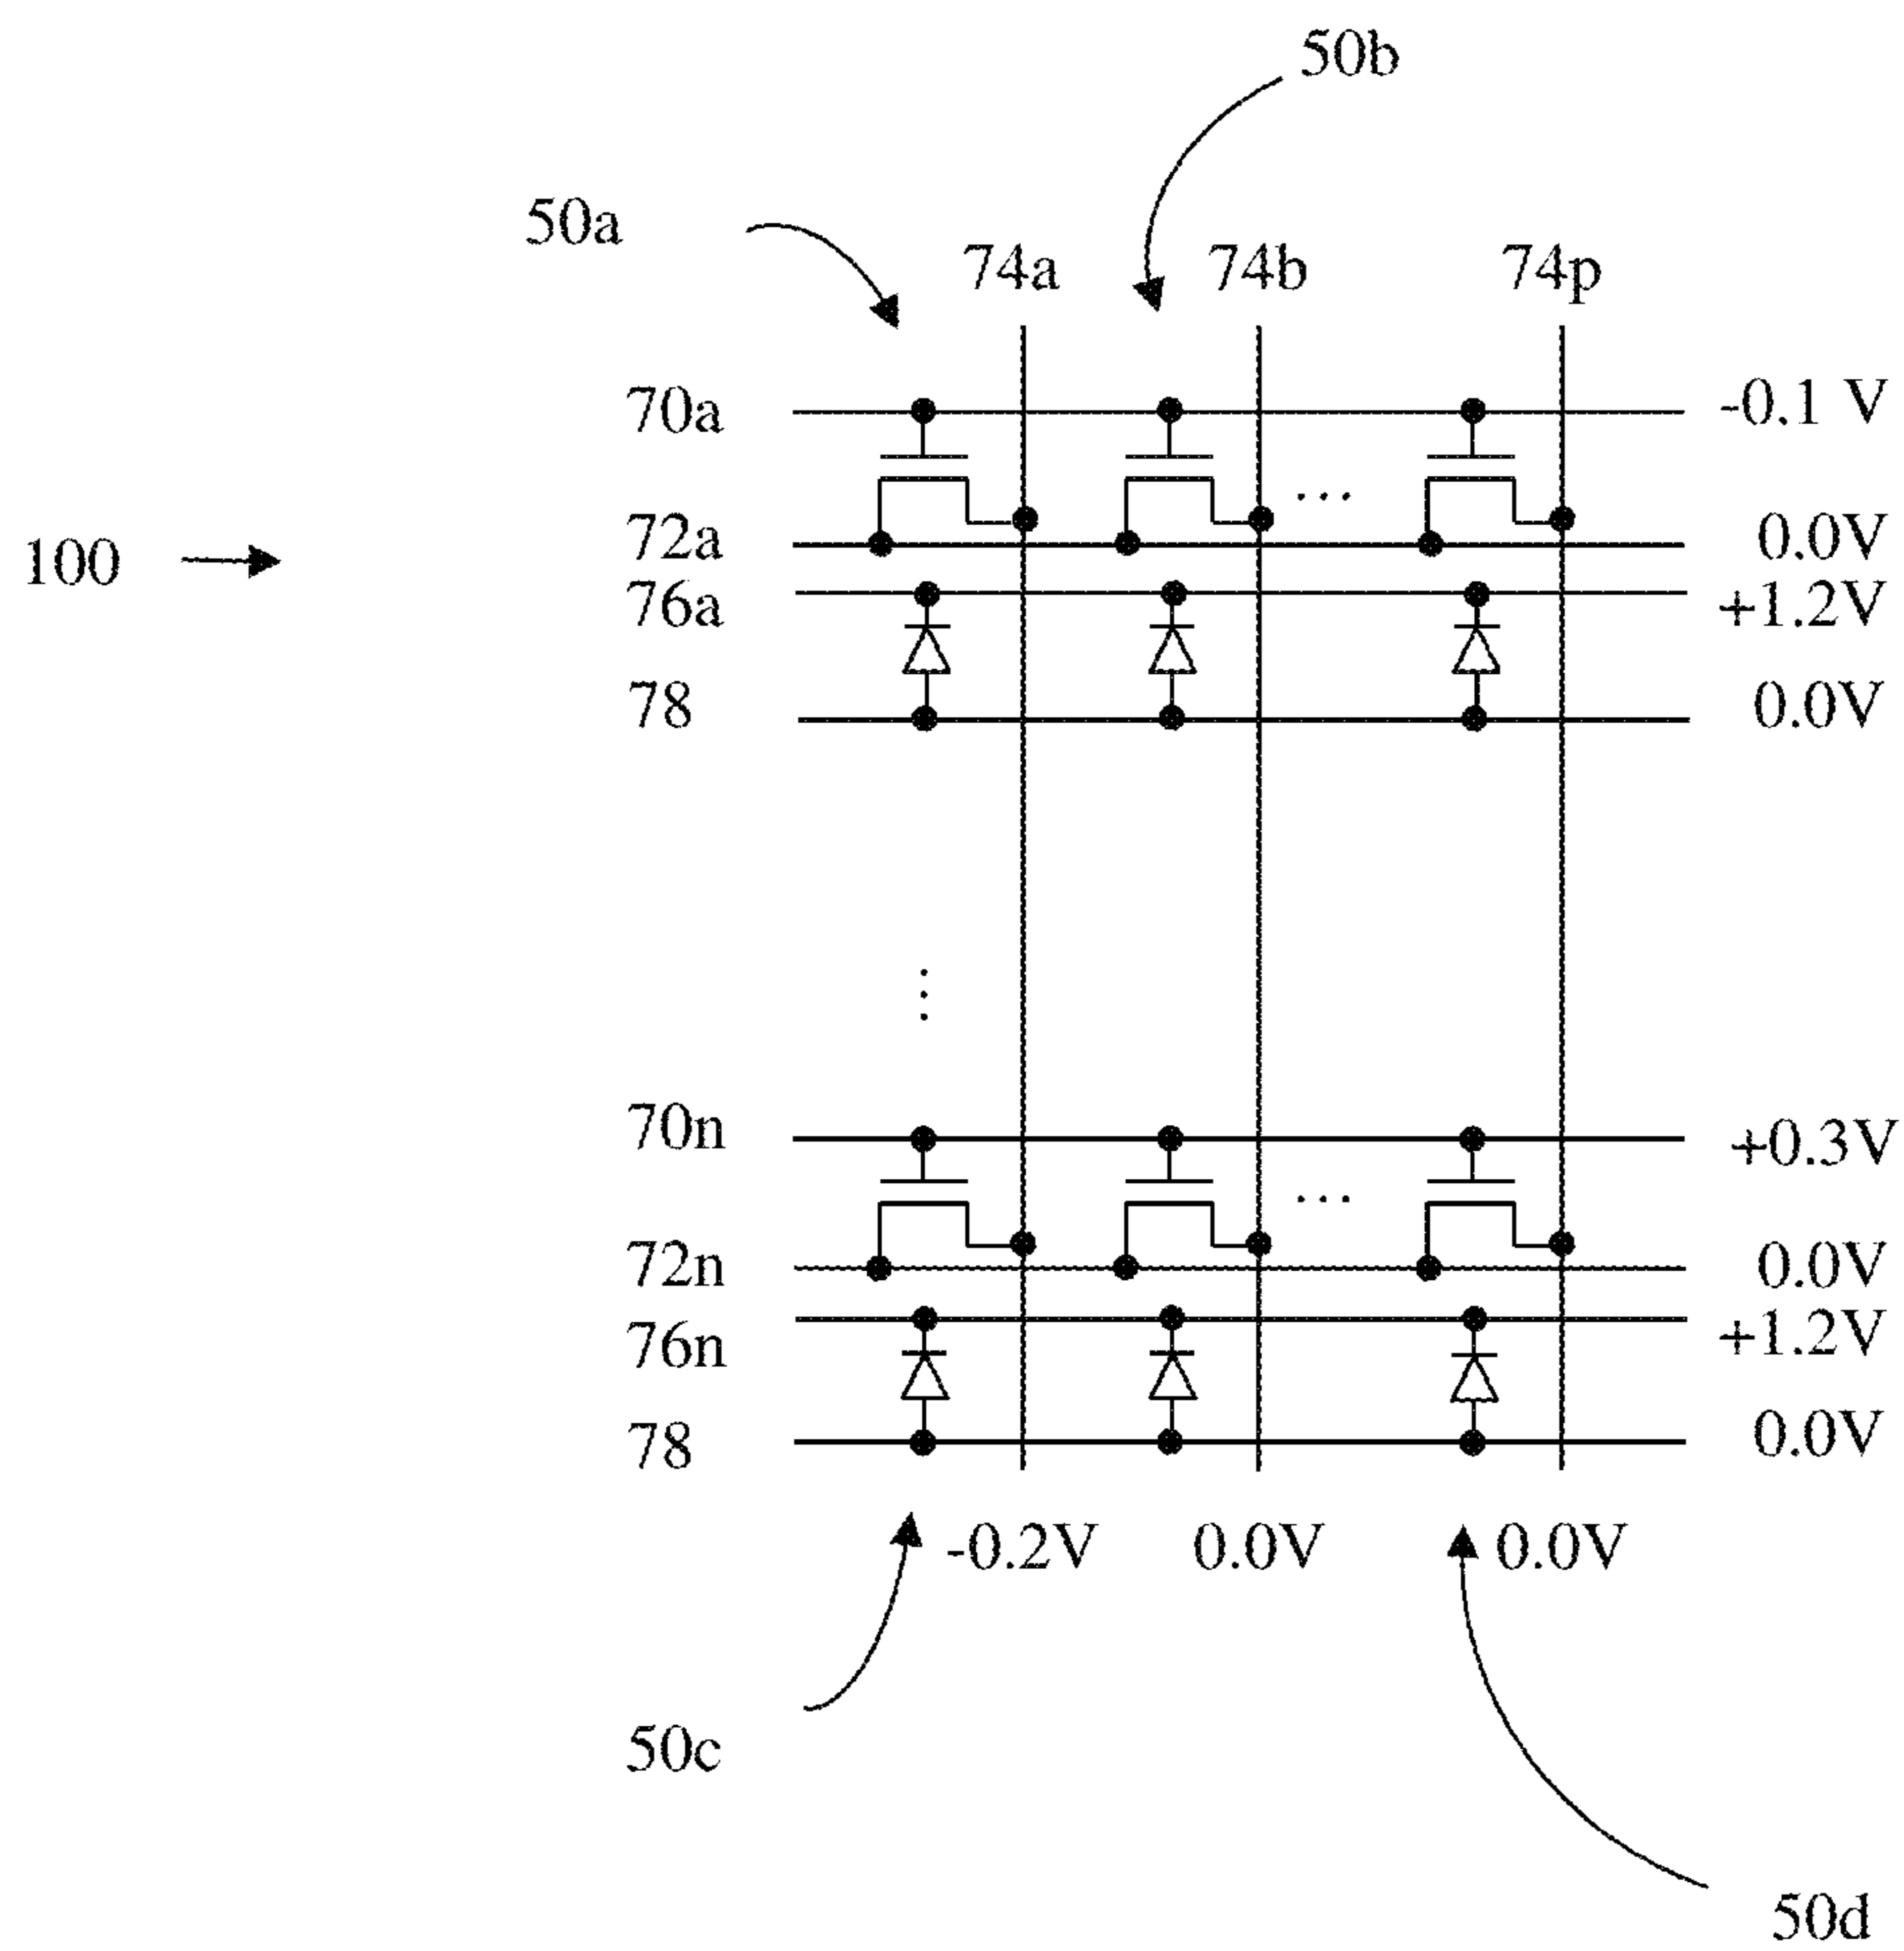 50b
50a
74a 74b 74p
70a -0.1 V
...
72a 0.0V
100
76a +1.2V
78 0.0V
70n +0.3V
...
72n 0.0V
76n +1.2V
78 0.0V
-0.2V 0.0V 0.0V
50c
50d